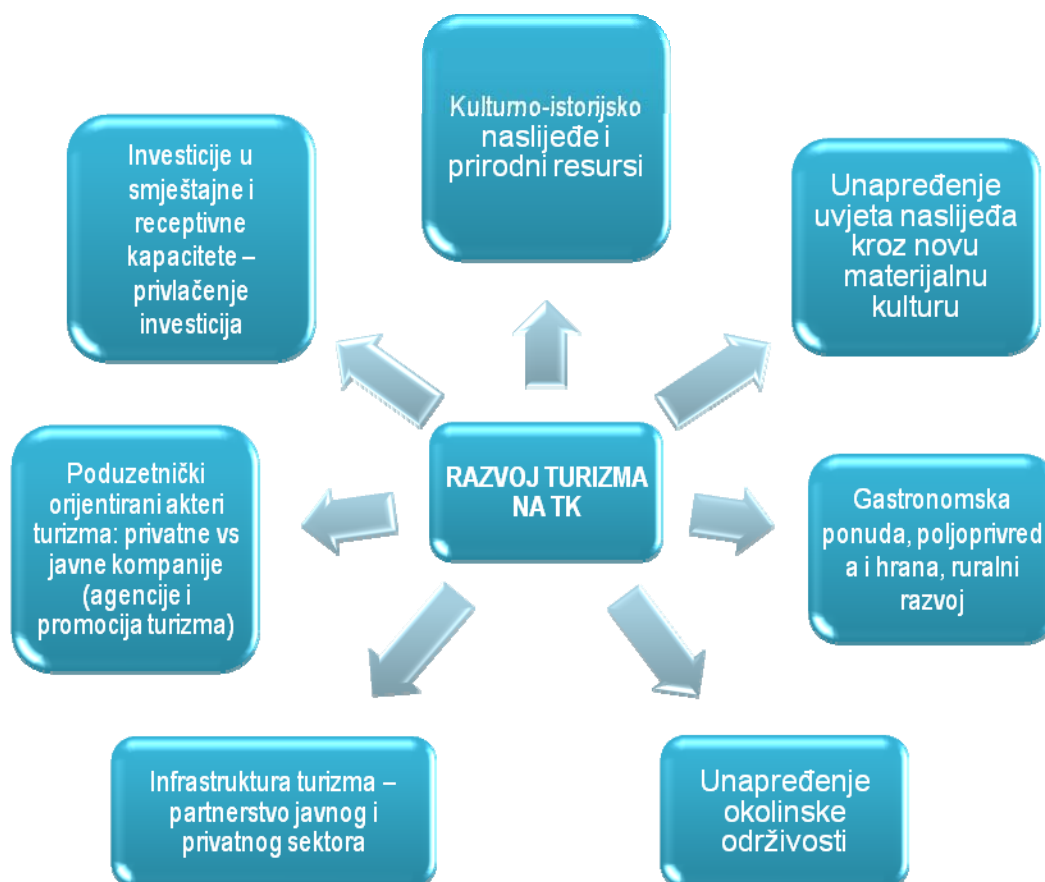 Kulturno-istorijsko
naslijeđe i
prirodni resursi
Investicije u
smještajne i
receptivne
kapacitete –
privlačenje
investicija
Unapređenje
uvjeta naslijeđa
kroz novu
materijalnu
kulturu
RAZVOJ TURIZMA
NA TK
Poduzetnički
orijentirani akteri
turizma: privatne vs
javne kompanije
(agencije i
promocija turizma)
Gastronomska
ponuda, poljoprivred
a i hrana, ruralni
razvoj
Infrastruktura turizma –
partnerstvo javnog i
privatnog sektora
Unapređenje
okolinske
održivosti